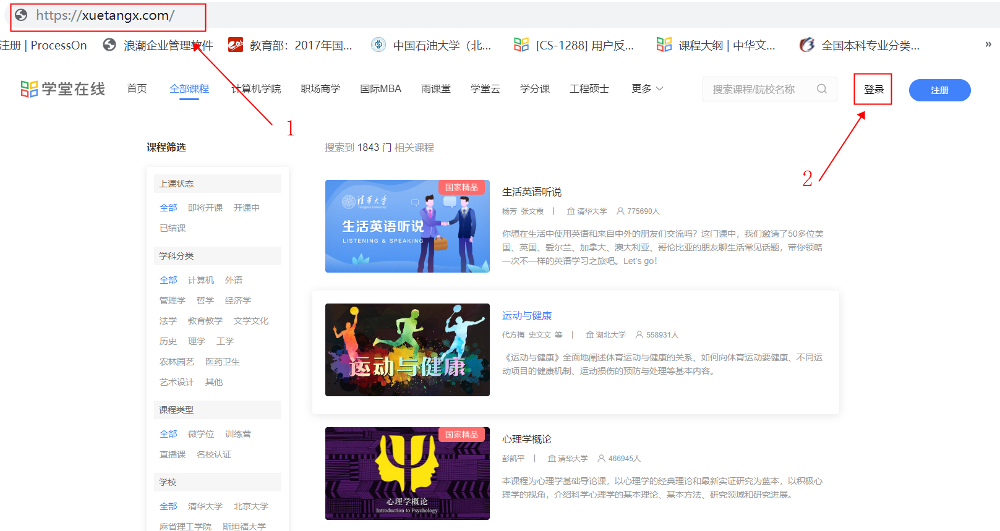 https://xuetangx.com/
注册 | ProcessOn 浪潮企业管理软件 教育部：2017年国... 中国石油大学（北... [CS-1288] 用户反... 课程大纲 | 中华文... 全国本科专业分类... »
学堂在线 首页 全部课程 计算机学院 职场商学 国际MBA 雨课堂 学堂云 学分课 工程硕士 更多 搜索课程/院校名称 登录 注册
1
2
课程筛选
上课状态
全部 即将开课 开课中
已结课
学科分类
全部 计算机 外语
管理学 哲学 经济学
法学 教育教学 文学文化
历史 理学 工学
农林园艺 医药卫生
艺术设计 其他
课程类型
全部 微学位 训练营
直播课 名校认证
学校
全部 清华大学 北京大学
麻省理工学院 斯坦福大学
搜索到 1843 门 相关课程
国家精品
清华大学
Tsinghua University
生活英语听说
LISTENING & SPEAKING
生活英语听说
杨芳 张文霞 | 清华大学 775690人
你想在生活中使用英语和来自中外的朋友们交流吗？这门课中，我们邀请了50多位美
国、英国、爱尔兰、加拿大、澳大利亚、哥伦比亚的朋友聊生活常见话题，带你领略
一次不一样的英语学习之旅吧。Let's go！
运动与健康
运动与健康
代方梅 史文文 等 | 湖北大学 558931人
《运动与健康》全面地阐述体育运动与健康的关系、如何向体育运动要健康、不同运
动项目的健康机制、运动损伤的预防与处理等基本内容。
国家精品
心理学概论
Introduction to Psychology
心理学概论
彭凯平 | 清华大学 466945人
本课程为心理学基础导论课，以心理学的经典理论和最新实证研究为蓝本，以积极心
理学的视角，介绍科学心理学的基本理论、基本方法、研究领域和研究进展。